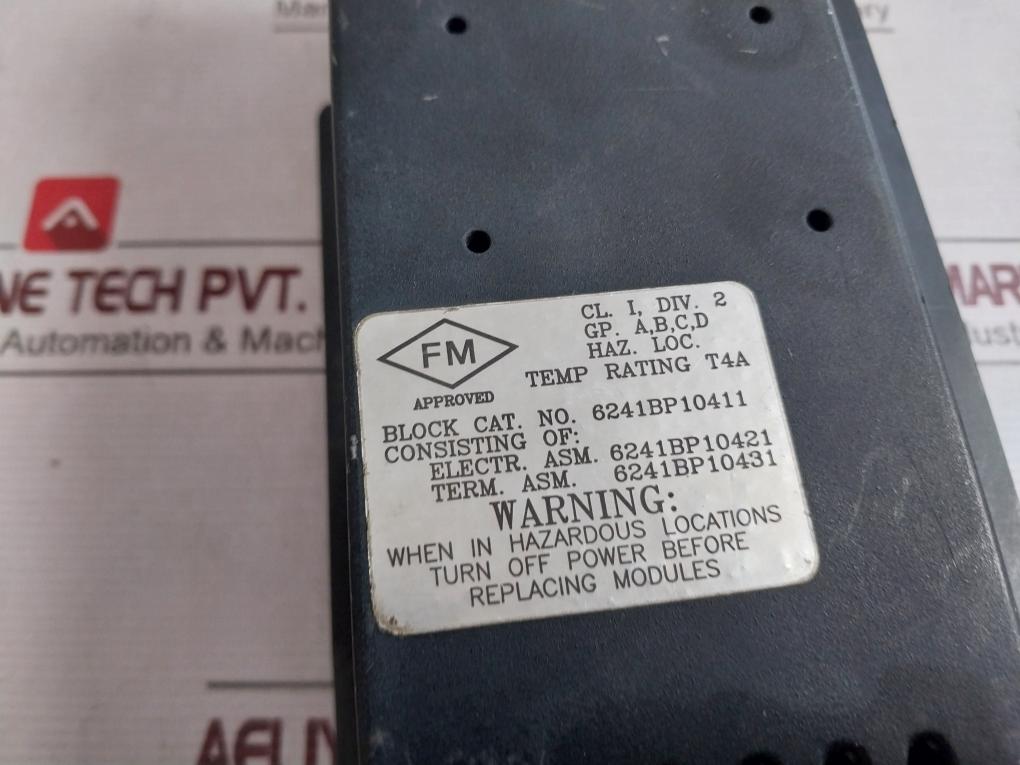 NE TECH PVT.
Automation & Mach
FM
APPROVED
CL. I, DIV. 2
GP. A,B,C,D
HAZ. LOC.
TEMP RATING T4A
BLOCK CAT. NO. 6241BP10411
CONSISTING OF:
ELECTR. ASM. 6241BP10421
TERM. ASM. 6241BP10431
WARNING:
WHEN IN HAZARDOUS LOCATIONS
TURN OFF POWER BEFORE
REPLACING MODULES
MAR